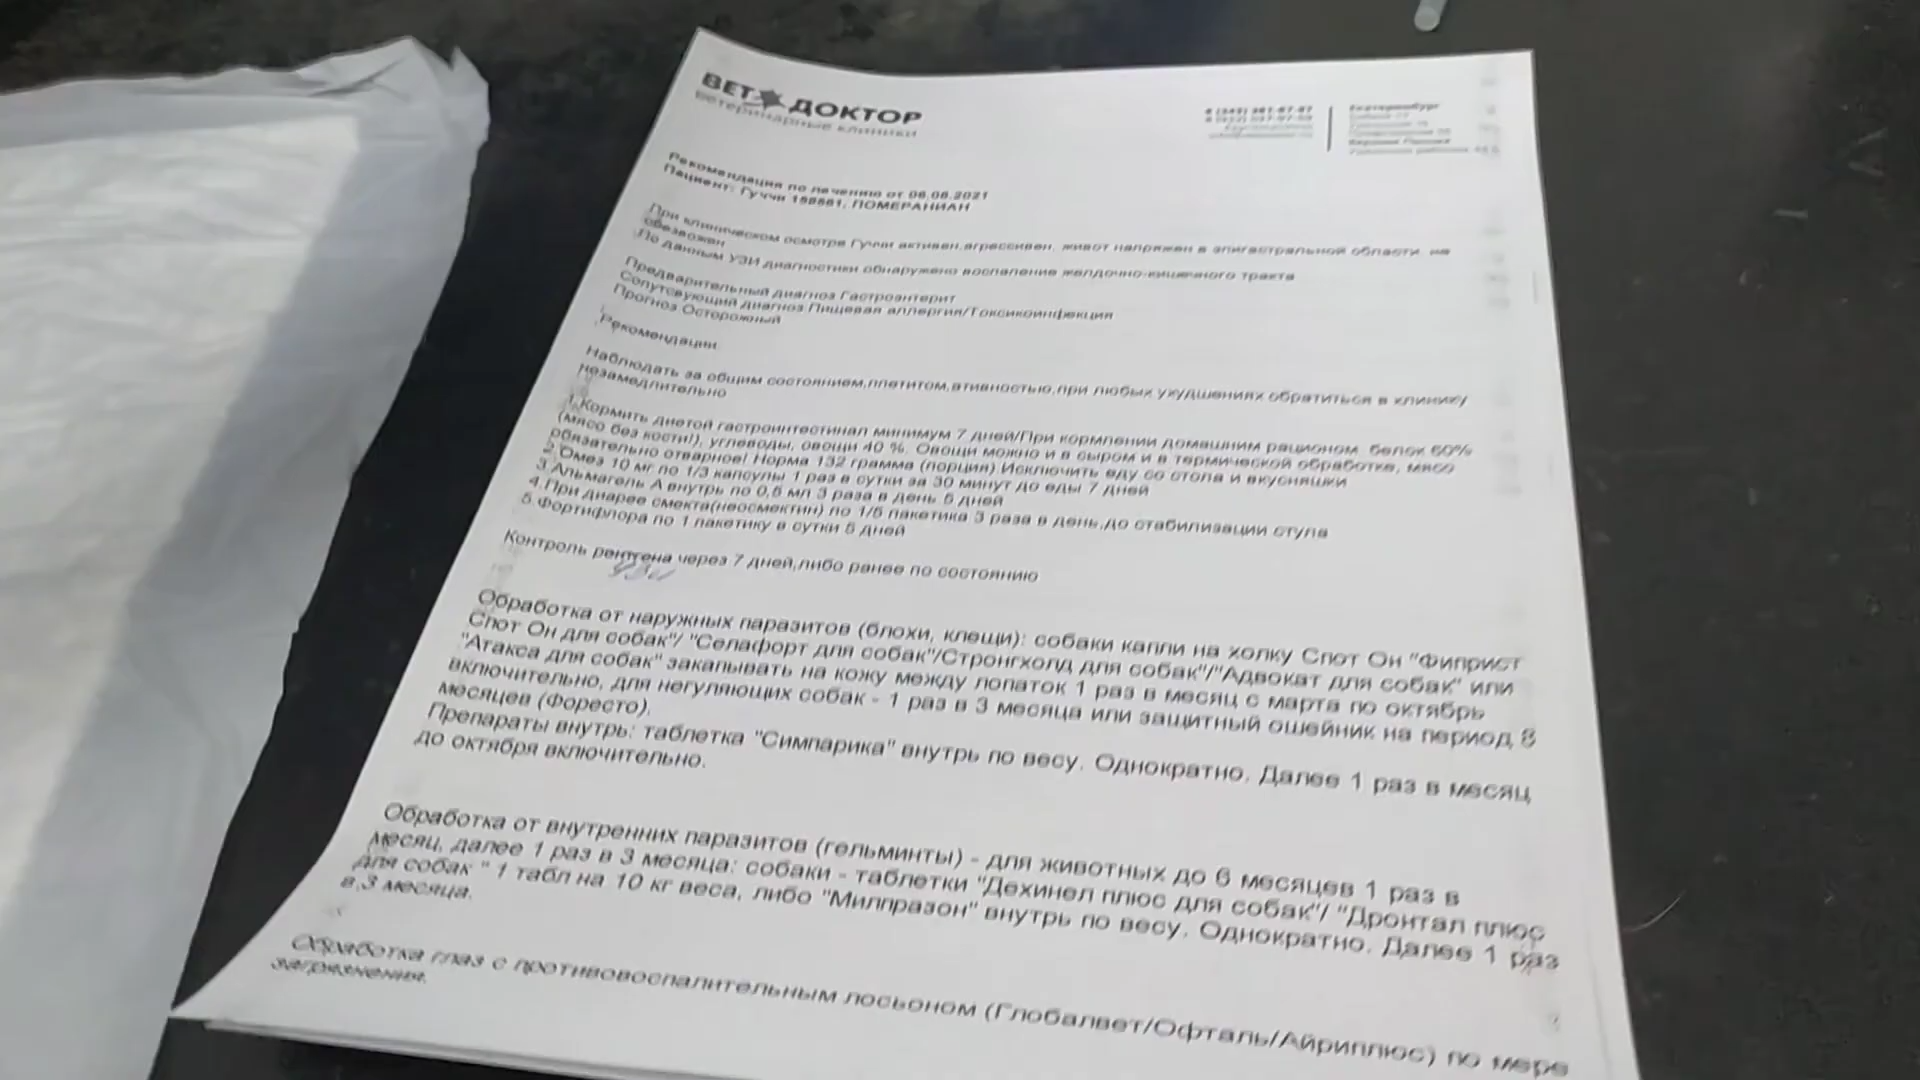 ВЕТ ДОКТОР
ветеринарные клиники
Екатеринбург
Рекомендация по лечению от 06.08.2021
Пациент: Гуччи 158561, ПОМЕРАНИАН
При клиническом осмотре Гуччи активен,агрессивен, живот напряжен в эпигастральной области не
обезвожен
По данным УЗИ диагностики обнаружено воспаление желудочно-кишечного тракта
Предварительный диагноз Гастроэнтерит
Сопутсвующий диагноз Пищевая аллергия/Токсикоинфекция
Прогноз Осторожный
Рекомендации
Наблюдать за общим состоянием,ппетитом,втивностью,при любых ухудшениях обратиться в клинику
незамедлительно
1.Кормить диетой гастроинтестинал минимум 7 дней/При кормлении домашним рационом белок 60%
(мясо без кости!), углеводы, овощи 40 %. Овощи можно и в сыром и в термической обработке, мясо
обязательно отварное! Норма 132 грамма (порция) Исключить еду со стола и вкусняшки
2.Омез 10 мг по 1/3 капсулы 1 раз в сутки за 30 минут до еды 7 дней
3.Альмагель А внутрь по 0,5 мл 3 раза в день 5 дней
4.При диарее смекта(неосмектин) по 1/5 пакетика 3 раза в день,до стабилизации стула
5.Фортифлора по 1 пакетику в сутки 5 дней
Контроль рентгена через 7 дней,либо ранее по состоянию
УЗИ
Обработка от наружных паразитов (блохи, клещи): собаки капли на холку Спот Он "Фиприст
Спот Он для собак"/ "Селафорт для собак"/Стронгхолд для собак"/"Адвокат для собак" или
"Атакса для собак" закапывать на кожу между лопаток 1 раз в месяц с марта по октябрь
включительно, для негуляющих собак - 1 раз в 3 месяца или защитный ошейник на период 8
месяцев (Форесто).
Препараты внутрь: таблетка "Симпарика" внутрь по весу. Однократно. Далее 1 раз в месяц
до октября включительно.
Обработка от внутренних паразитов (гельминты) - для животных до 6 месяцев 1 раз в
месяц, далее 1 раз в 3 месяца: собаки - таблетки "Дехинел плюс для собак"/ "Дронтал плюс
для собак " 1 табл на 10 кг веса, либо "Милпразон" внутрь по весу. Однократно. Далее 1 раз
в 3 месяца.
Обработка глаз с противовоспалительным лосьоном (Глобалвет/Офталь/Айриплюс) по мере
загрязнения.